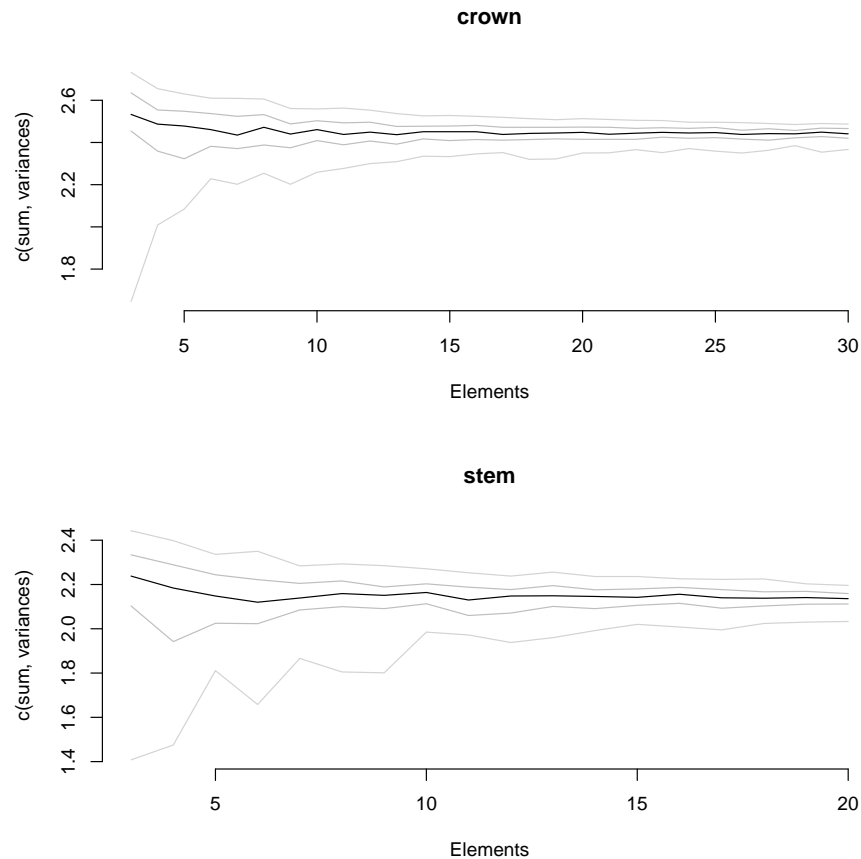 crown
c(sum, variances)
2.6
2.2
1.8
5 10 15 20 25 30
Elements
stem
c(sum, variances)
2.4
2.2
2.0
1.8
1.6
1.4
5 10 15 20
Elements